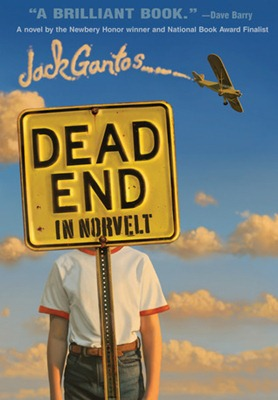 “A BRILLIANT BOOK.” —Dave Barry
A novel by the Newbery Honor winner and National Book Award Finalist
Jack Gantos
DEAD
END
IN NORVELT